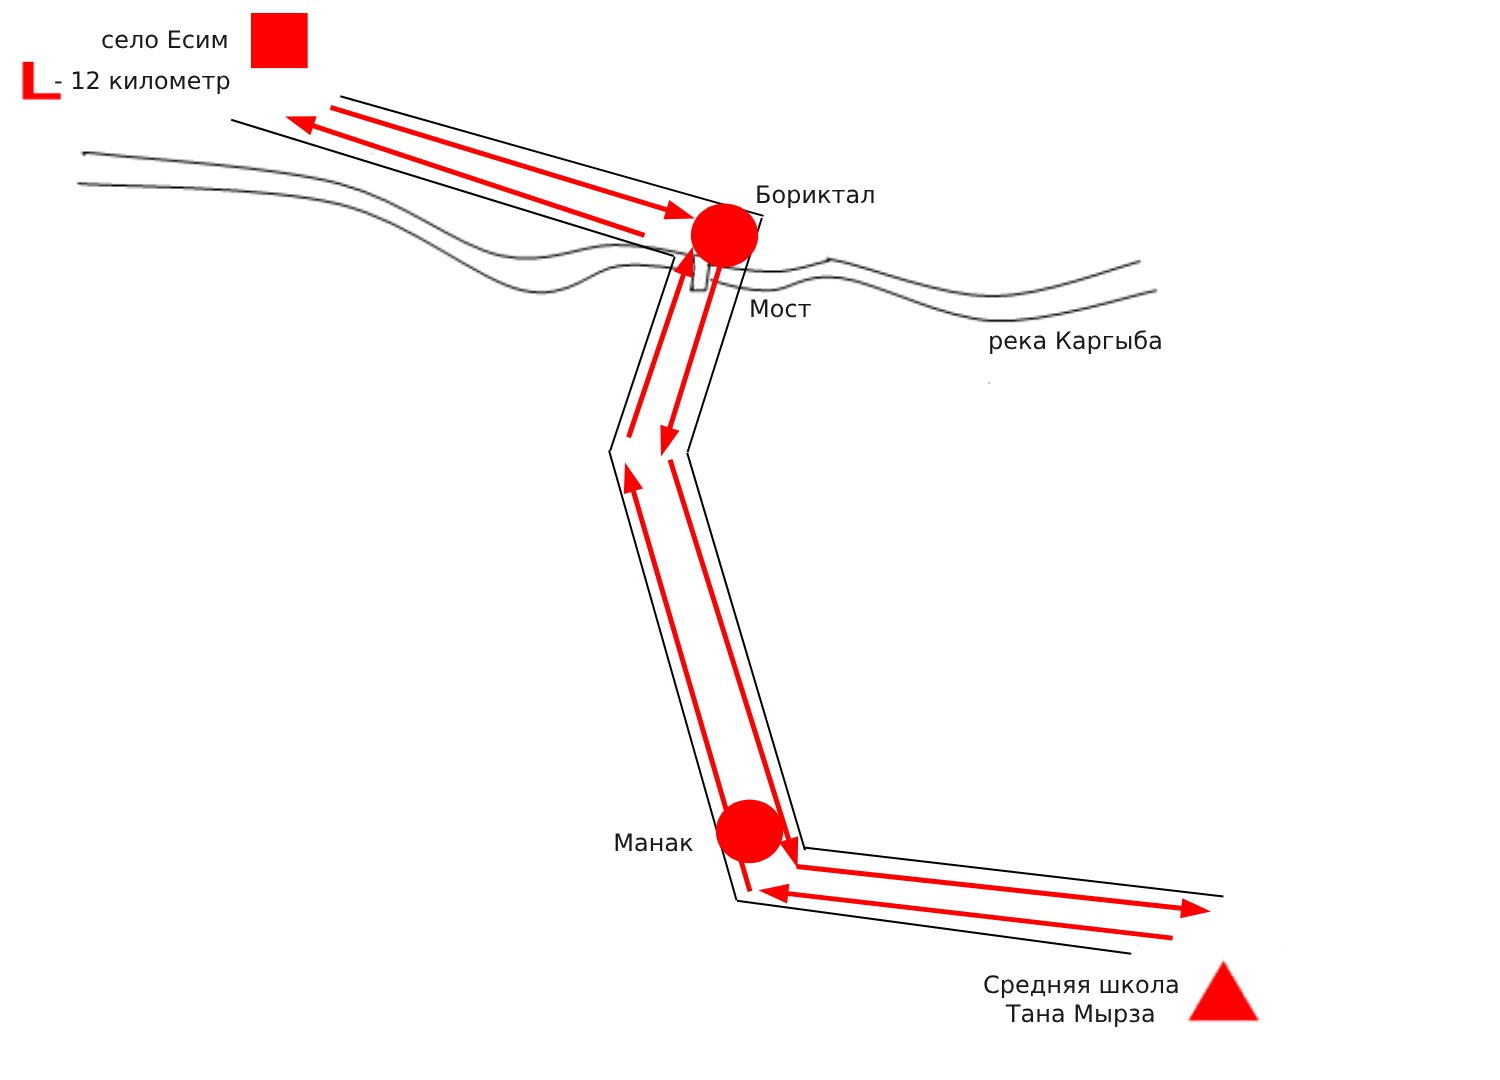 село Есим
L - 12 километр
Бориктал
Мост
река Каргыба
Манак
Средняя школа
Тана Мырза